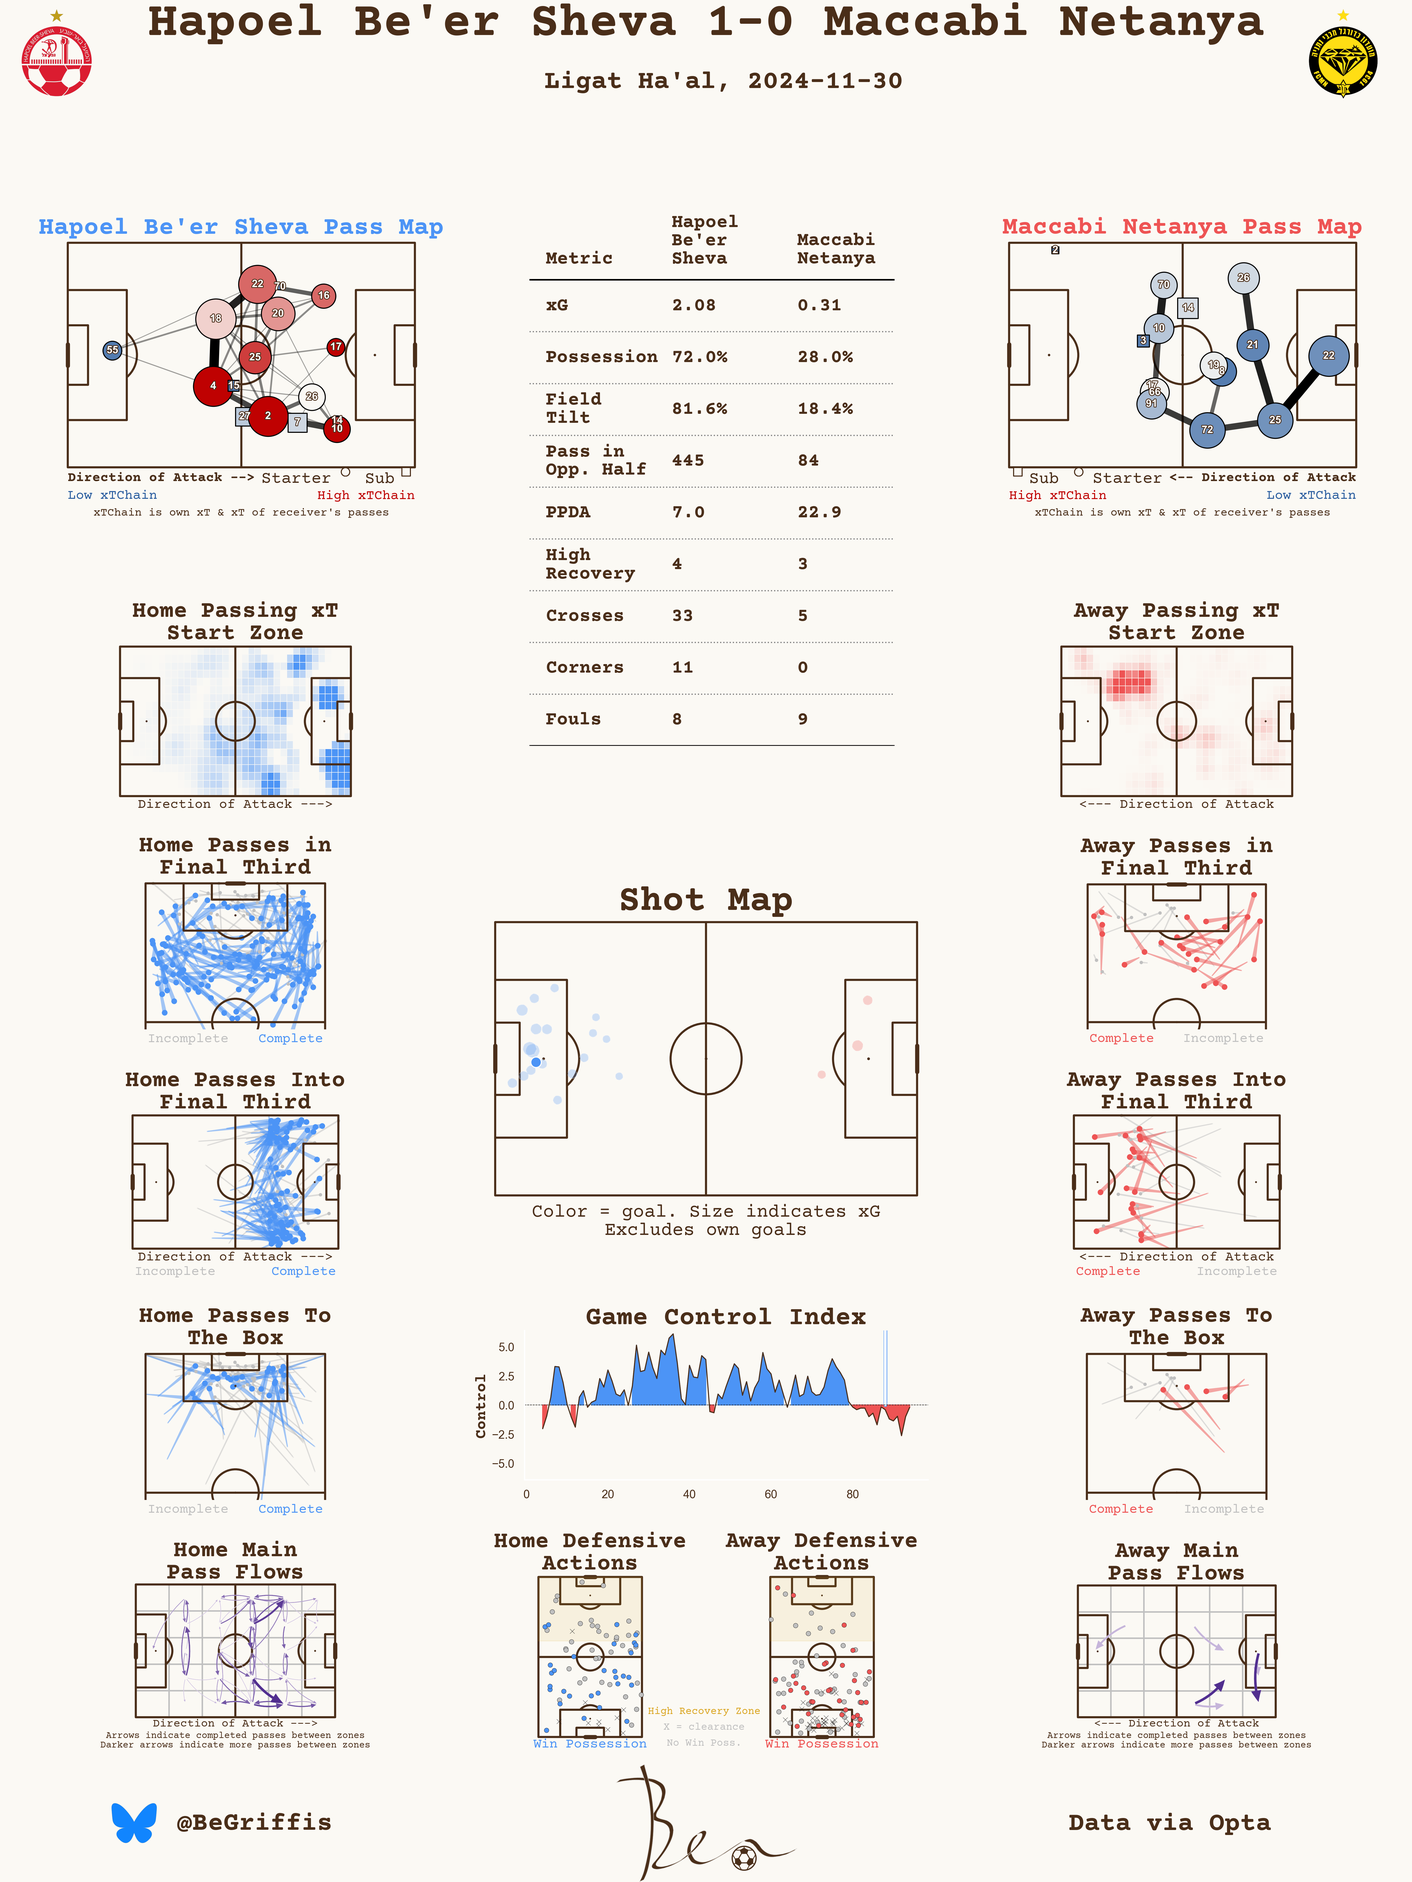 Hapoel Be'er Sheva 1-0 Maccabi Netanya
Ligat Ha'al, 2024-11-30
Hapoel Be'er Sheva Pass Map
22
70
16
18
20
55
25
17
4
15
26
27
2
7
14
10
Direction of Attack --> Starter Sub
Low xTChain High xTChain
xTChain is own xT & xT of receiver's passes
Metric
Hapoel
Be'er
Sheva
Maccabi
Netanya
xG 2.08 0.31
Possession 72.0% 28.0%
Field
Tilt 81.6% 18.4%
Pass in
Opp. Half 445 84
PPDA 7.0 22.9
High
Recovery 4 3
Crosses 33 5
Corners 11 0
Fouls 8 9
Maccabi Netanya Pass Map
2
70
26
14
10
3
21
22
19
8
17
66
91
72
25
Sub Starter <-- Direction of Attack
High xTChain Low xTChain
xTChain is own xT & xT of receiver's passes
Home Passing xT
Start Zone
Direction of Attack --->
Away Passing xT
Start Zone
<--- Direction of Attack
Home Passes in
Final Third
Incomplete Complete
Shot Map
Color = goal. Size indicates xG
Excludes own goals
Away Passes in
Final Third
Complete Incomplete
Home Passes Into
Final Third
Direction of Attack --->
Incomplete Complete
Away Passes Into
Final Third
<--- Direction of Attack
Complete Incomplete
Home Passes To
The Box
Incomplete Complete
Game Control Index
Control
5.0
2.5
0.0
−2.5
−5.0
0 20 40 60 80
Away Passes To
The Box
Complete Incomplete
Home Main
Pass Flows
Direction of Attack --->
Arrows indicate completed passes between zones
Darker arrows indicate more passes between zones
Home Defensive
Actions
Win Possession
High Recovery Zone
X = clearance
No Win Poss.
Away Defensive
Actions
Win Possession
Away Main
Pass Flows
<--- Direction of Attack
Arrows indicate completed passes between zones
Darker arrows indicate more passes between zones
@BeGriffis
Ben
Data via Opta